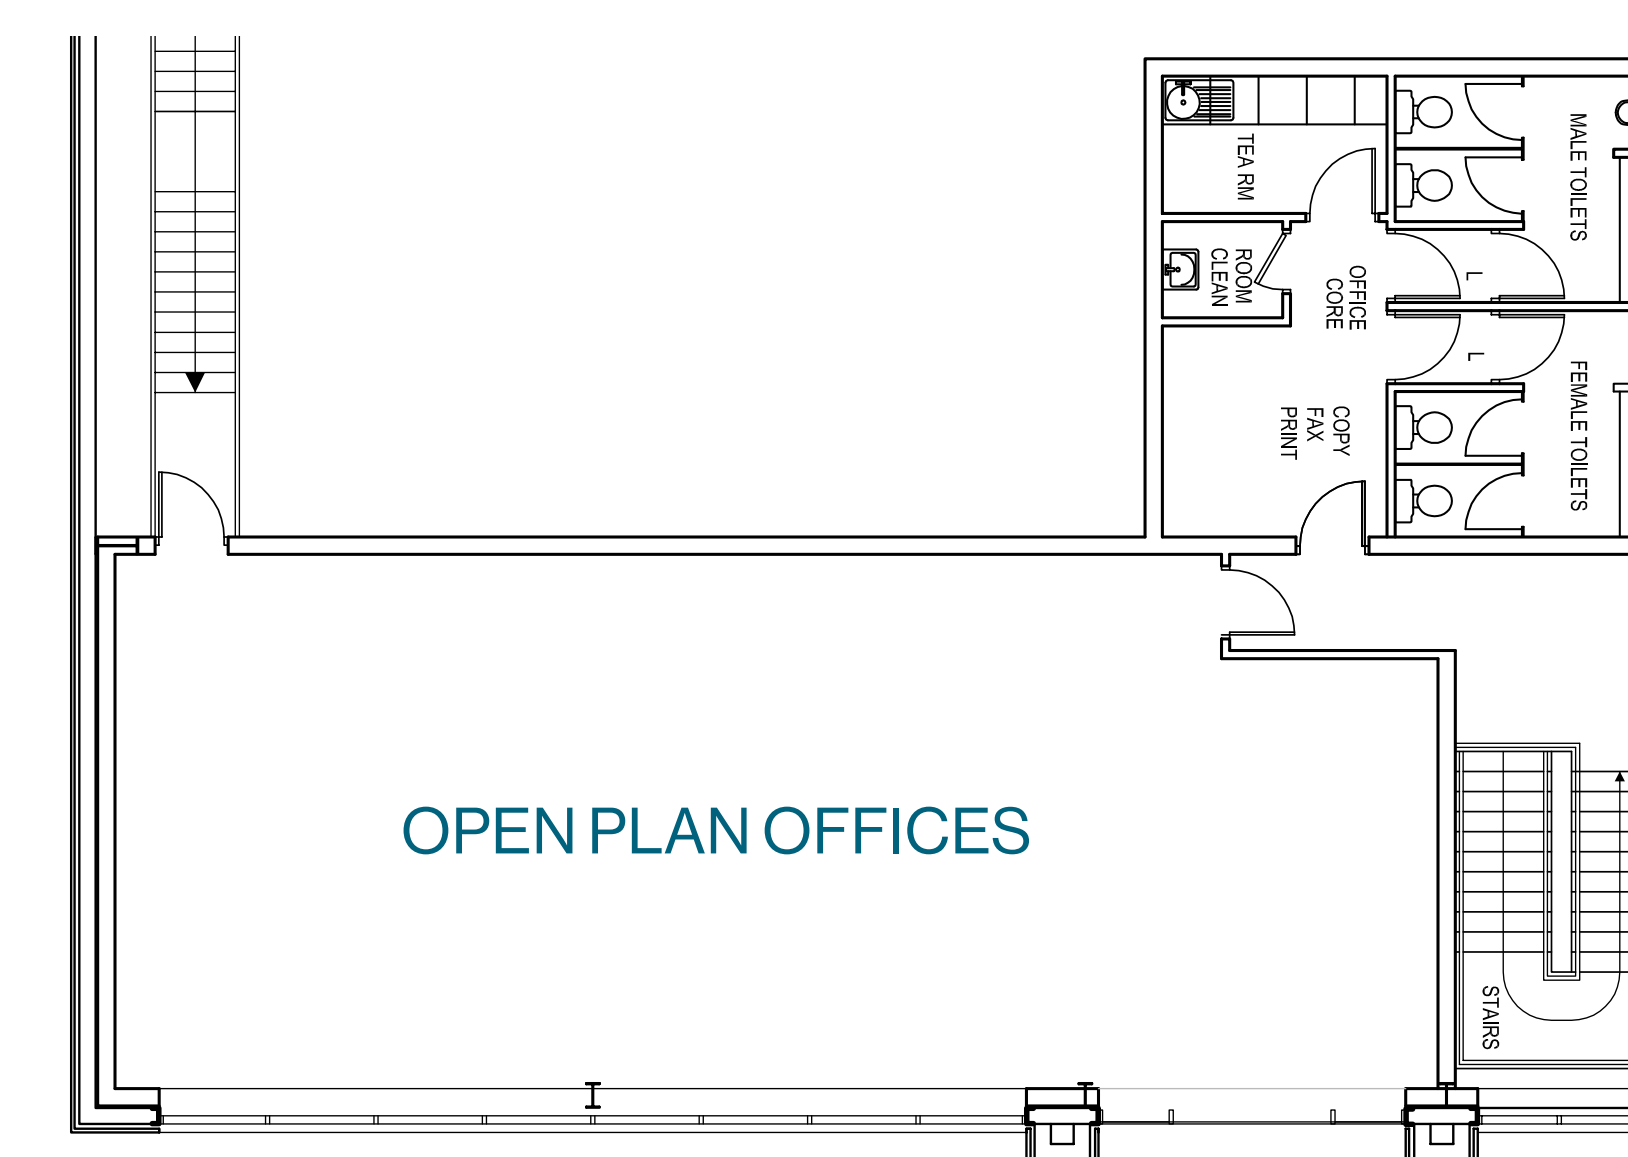 TEA RM
ROOM
CLEAN
OFFICE
CORE
L
L
MALE TOILETS
FEMALE TOILETS
COPY
FAX
PRINT
OPEN PLAN OFFICES
STAIRS